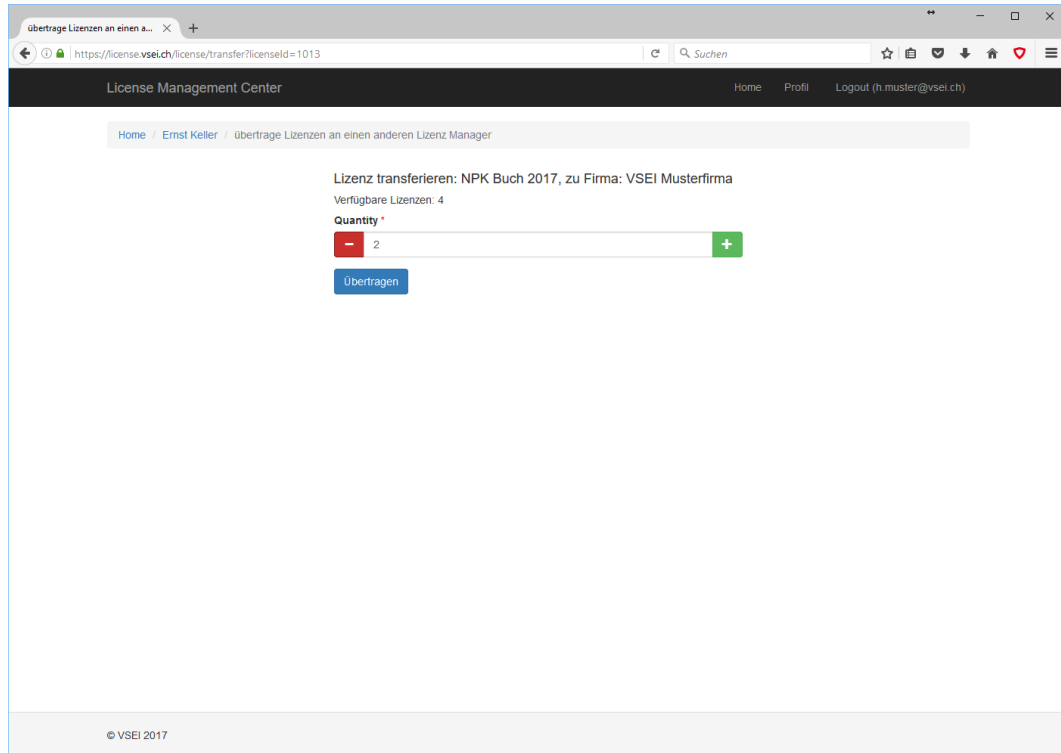 übertrage Lizenzen an einen a...
https://license.vsei.ch/license/transfer?licenseId=1013
Suchen
License Management Center
Home
Profil
Logout (h.muster@vsei.ch)
Home / Ernst Keller / übertrage Lizenzen an einen anderen Lizenz Manager
Lizenz transferieren: NPK Buch 2017, zu Firma: VSEI Musterfirma
Verfügbare Lizenzen: 4
Quantity *
2
Übertragen
© VSEI 2017